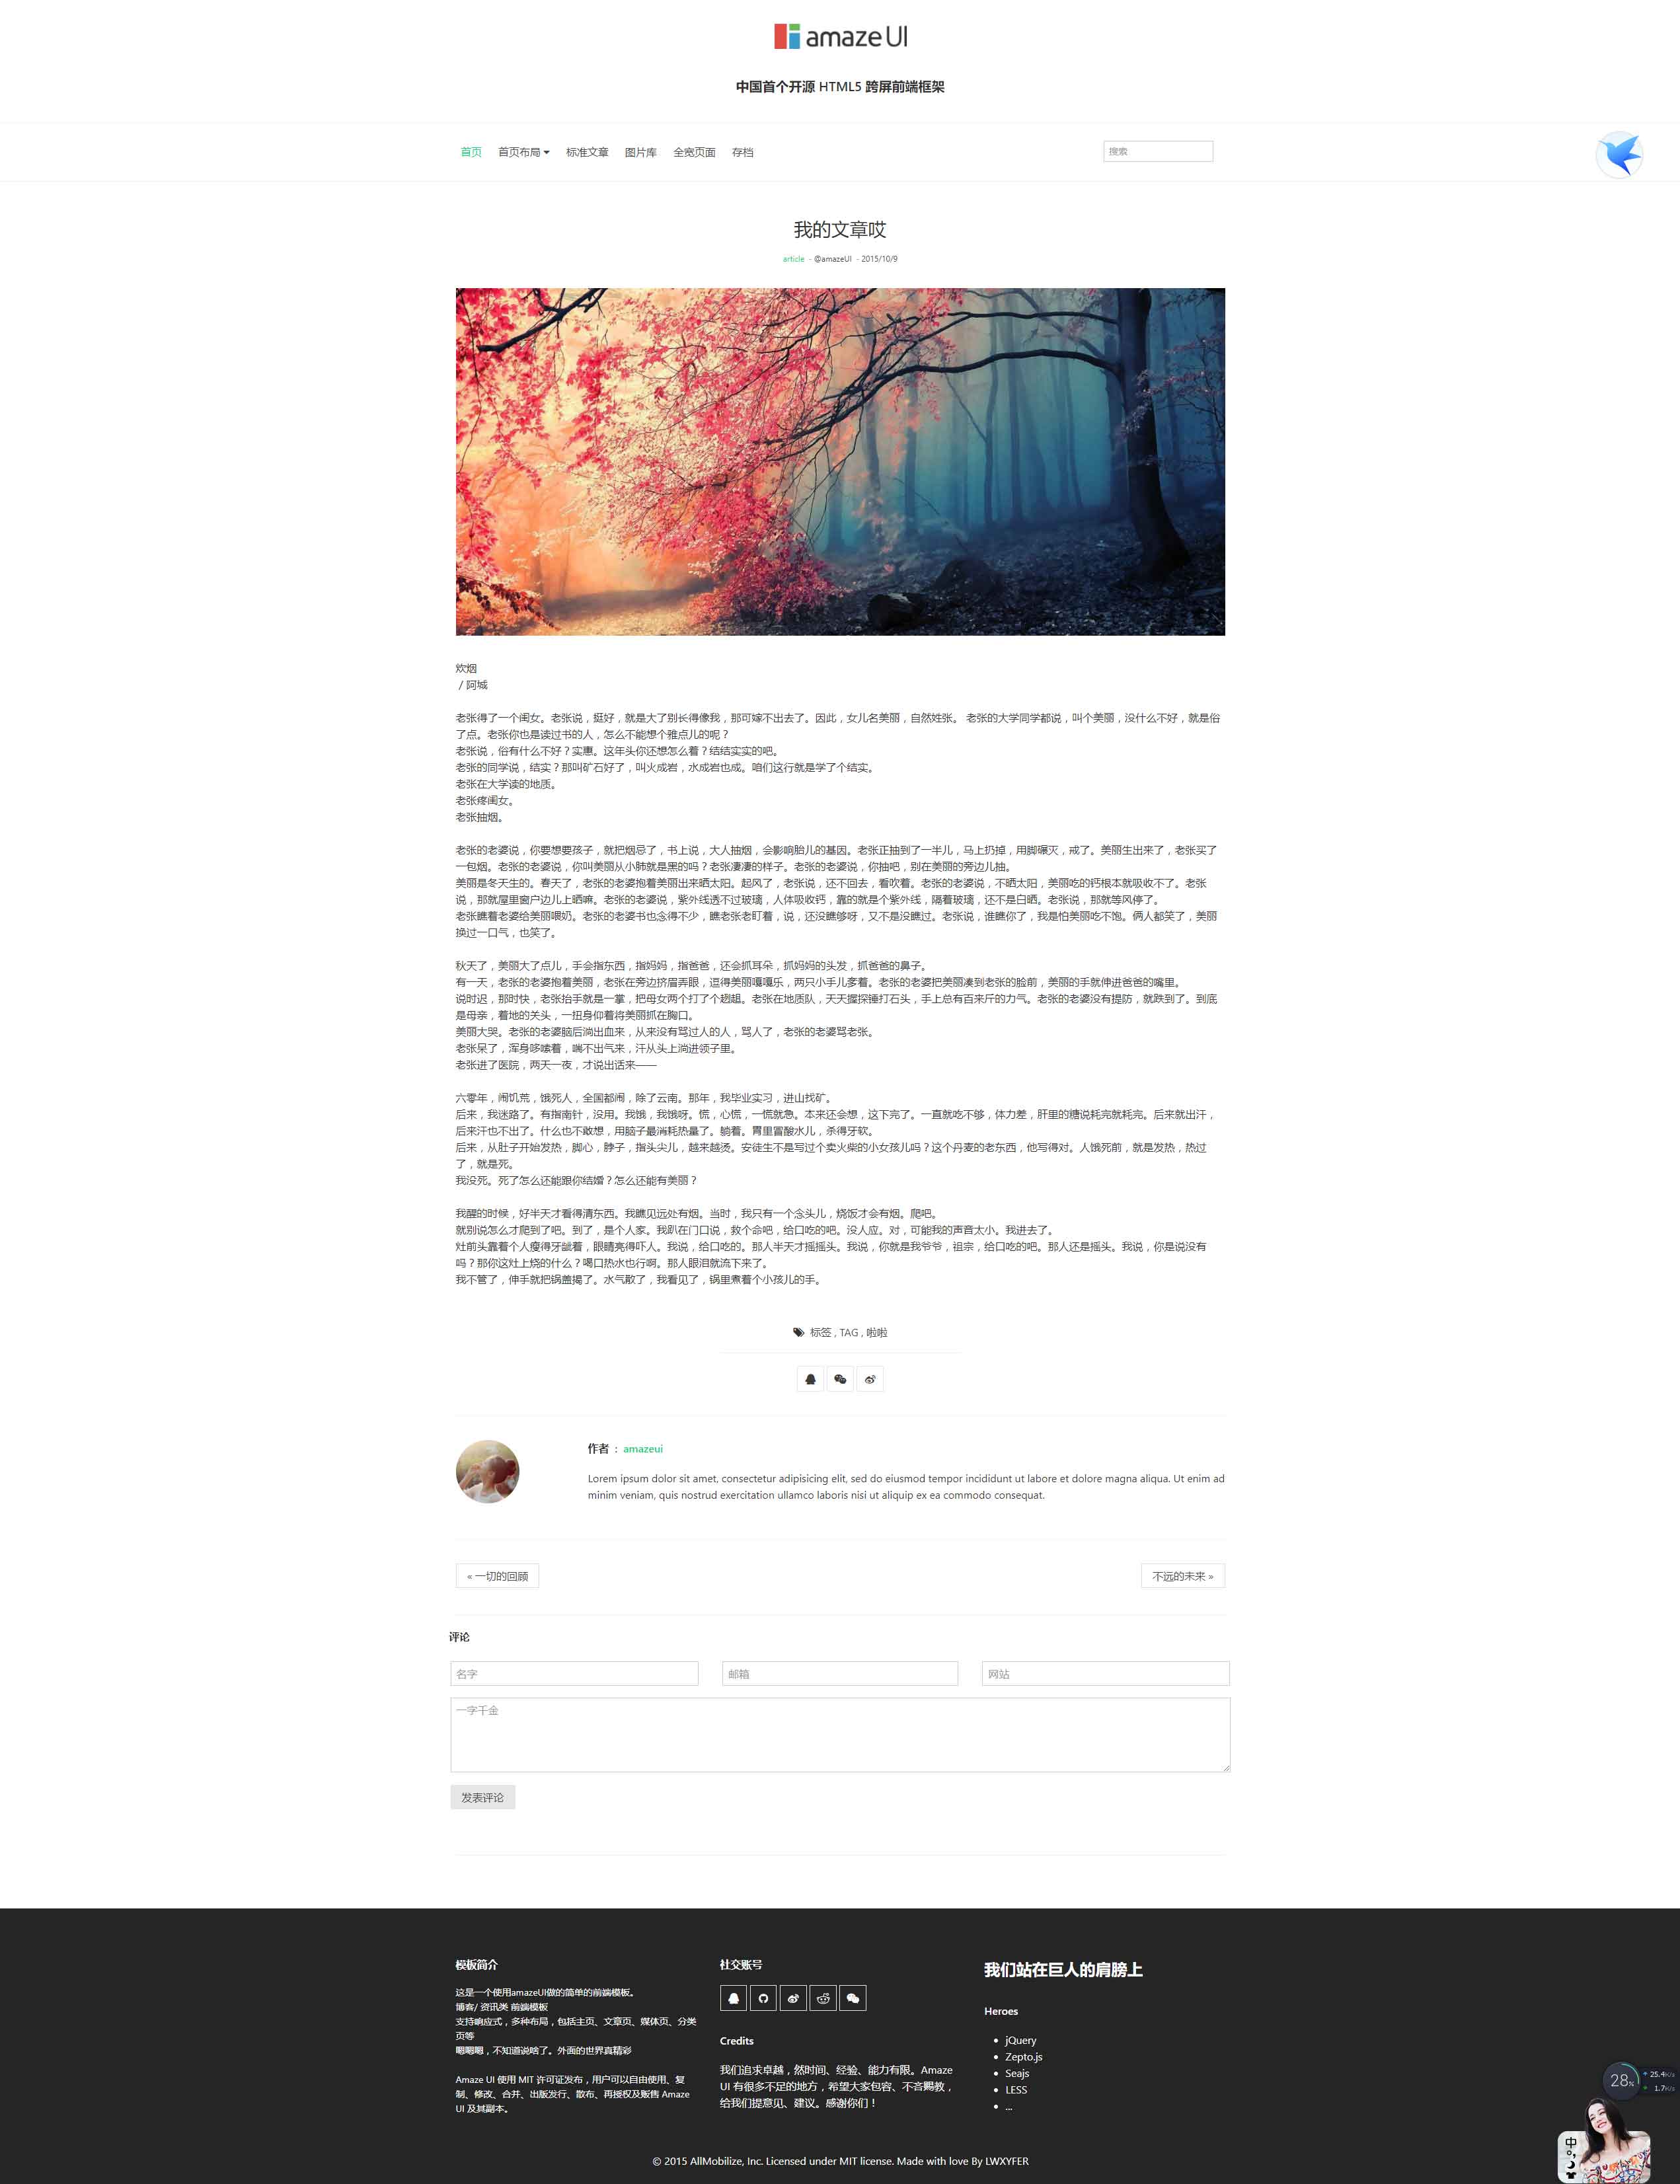 amaze UI
中国首个开源 HTML5 跨屏前端框架
首页 首页布局 标准文章 图片库 全宽页面 存档 搜索
我的文章哎
article - @amazeUI - 2015/10/9
炊烟
/ 阿城
老张得了一个闺女。老张说，挺好，就是大了别长得像我，那可嫁不出去了。因此，女儿名美丽，自然姓张。 老张的大学同学都说，叫个美丽，没什么不好，就是俗
了点。老张你也是读过书的人，怎么不能想个雅点儿的呢？
老张说，俗有什么不好？实惠。这年头你还想怎么着？结结实实的吧。
老张的同学说，结实？那叫矿石好了，叫火成岩，水成岩也成。咱们这行就是学了个结实。
老张在大学读的地质。
老张疼闺女。
老张抽烟。
老张的老婆说，你要想要孩子，就把烟忌了，书上说，大人抽烟，会影响胎儿的基因。老张正抽到了一半儿，马上扔掉，用脚碾灭，戒了。美丽生出来了，老张买了
一包烟。老张的老婆说，你叫美丽从小肺就是黑的吗？老张凄凄的样子。老张的老婆说，你抽吧，别在美丽的旁边儿抽。
美丽是冬天生的。春天了，老张的老婆抱着美丽出来晒太阳。起风了，老张说，还不回去，看吹着。老张的老婆说，不晒太阳，美丽吃的钙根本就吸收不了。老张
说，那就屋里窗户边儿上晒嘛。老张的老婆说，紫外线透不过玻璃，人体吸收钙，靠的就是个紫外线，隔着玻璃，还不是白晒。老张说，那就等风停了。
老张瞧着老婆给美丽喂奶。老张的老婆书也念得不少，瞧老张老盯着，说，还没瞧够呀，又不是没瞧过。老张说，谁瞧你了，我是怕美丽吃不饱。俩人都笑了，美丽
换过一口气，也笑了。
秋天了，美丽大了点儿，手会指东西，指妈妈，指爸爸，还会抓耳朵，抓妈妈的头发，抓爸爸的鼻子。
有一天，老张的老婆抱着美丽，老张在旁边挤眉弄眼，逗得美丽嘎嘎乐，两只小手儿奓着。老张的老婆把美丽凑到老张的脸前，美丽的手就伸进爸爸的嘴里。
说时迟，那时快，老张抬手就是一掌，把母女两个打了个趔趄。老张在地质队，天天握探锤打石头，手上总有百来斤的力气。老张的老婆没有提防，就跌到了。到底
是母亲，着地的关头，一扭身仰着将美丽抓在胸口。
美丽大哭。老张的老婆脑后淌出血来，从来没有骂过人的人，骂人了，老张的老婆骂老张。
老张呆了，浑身哆嗦着，喘不出气来，汗从头上淌进领子里。
老张进了医院，两天一夜，才说出话来——
六零年，闹饥荒，饿死人，全国都闹，除了云南。那年，我毕业实习，进山找矿。
后来，我迷路了。有指南针，没用。我饿，我饿呀。慌，心慌，一慌就急。本来还会想，这下完了。一直就吃不够，体力差，肝里的糖说耗完就耗完。后来就出汗，
后来汗也不出了。什么也不敢想，用脑子最消耗热量了。躺着。胃里冒酸水儿，杀得牙软。
后来，从肚子开始发热，脚心，脖子，指头尖儿，越来越烫。安徒生不是写过个卖火柴的小女孩儿吗？这个丹麦的老东西，他写得对。人饿死前，就是发热，热过
了，就是死。
我没死。死了怎么还能跟你结婚？怎么还能有美丽？
我醒的时候，好半天才看得清东西。我瞧见远处有烟。当时，我只有一个念头儿，烧饭才会有烟。爬吧。
就别说怎么才爬到了吧。到了，是个人家。我趴在门口说，救个命吧，给口吃的吧。没人应。对，可能我的声音太小。我进去了。
灶前头靠着个人瘦得牙龇着，眼睛亮得吓人。我说，给口吃的。那人半天才摇摇头。我说，你就是我爷爷，祖宗，给口吃的吧。那人还是摇头。我说，你是说没有
吗？那你这灶上烧的什么？喝口热水也行啊。那人眼泪就流下来了。
我不管了，伸手就把锅盖揭了。水气散了，我看见了，锅里煮着个小孩儿的手。
标签 , TAG , 啦啦
作者 ： amazeui
Lorem ipsum dolor sit amet, consectetur adipisicing elit, sed do eiusmod tempor incididunt ut labore et dolore magna aliqua. Ut enim ad
minim veniam, quis nostrud exercitation ullamco laboris nisi ut aliquip ex ea commodo consequat.
« 一切的回顾 不远的未来 »
评论
名字 邮箱 网站
一字千金
发表评论
模板简介
这是一个使用amazeUI做的简单的前端模板。
博客/ 资讯类 前端模板
支持响应式，多种布局，包括主页、文章页、媒体页、分类
页等
嗯嗯嗯，不知道说啥了。外面的世界真精彩
Amaze UI 使用 MIT 许可证发布，用户可以自由使用、复
制、修改、合并、出版发行、散布、再授权及贩售 Amaze
UI 及其副本。
社交账号
Credits
我们追求卓越，然时间、经验、能力有限。Amaze
UI 有很多不足的地方，希望大家包容、不吝赐教，
给我们提意见、建议。感谢你们！
我们站在巨人的肩膀上
Heroes
jQuery
Zepto.js
Seajs
LESS
...
28%
25.4K/s
1.7K/s
中
© 2015 AllMobilize, Inc. Licensed under MIT license. Made with love By LWXYFER